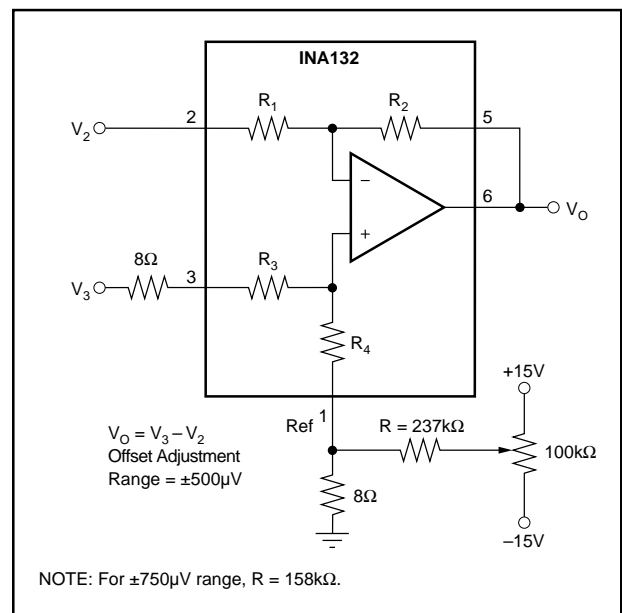 INA132
R1
R2
2
5
V2
–
6
VO
+
8Ω
3
R3
V3
R4
+15V
Ref
1
R = 237kΩ
100kΩ
VO = V3 – V2
Offset Adjustment
Range = ±500µV
8Ω
–15V
NOTE: For ±750µV range, R = 158kΩ.